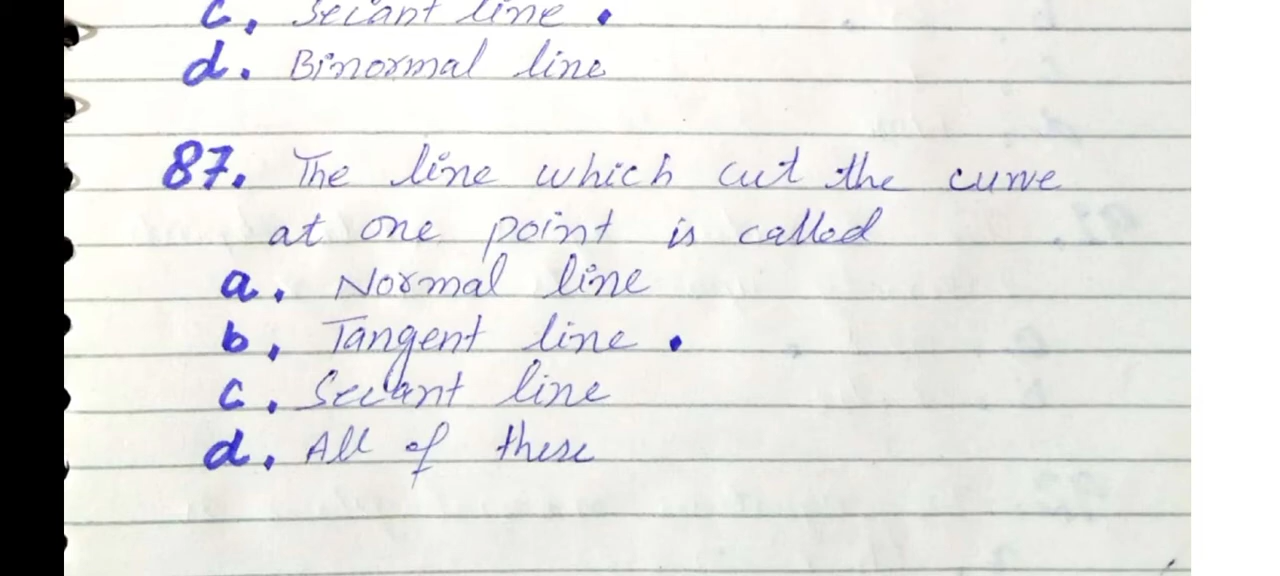 c. Secant line •
d. Binormal line
87. The line which cut the curve
at one point is called
a. Normal line
b. Tangent line •
c. Secant line
d. All of these